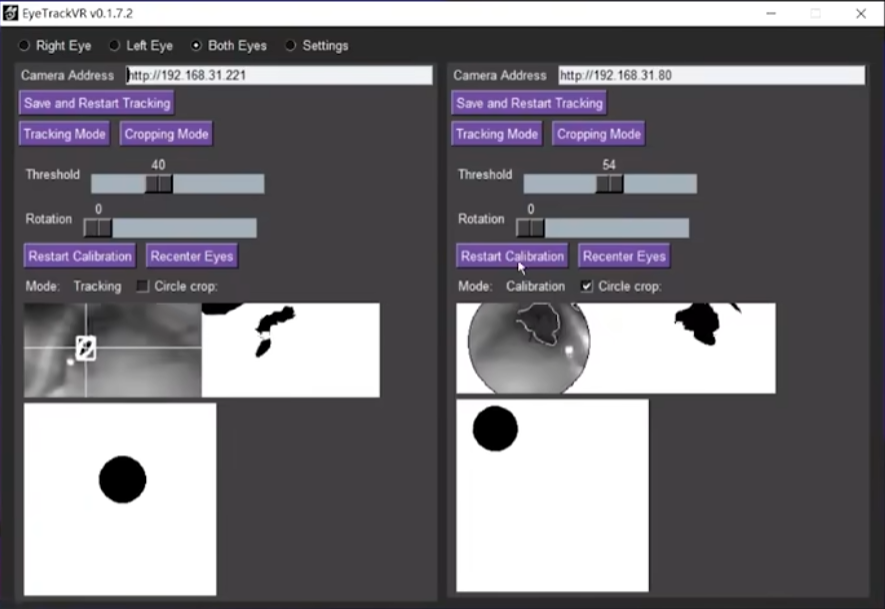 EyeTrackVR v0.1.7.2
Right Eye Left Eye Both Eyes Settings
Camera Address http://192.168.31.221
Save and Restart Tracking
Tracking Mode Cropping Mode
40
Threshold
0
Rotation
Restart Calibration Recenter Eyes
Mode: Tracking Circle crop:
Camera Address http://192.168.31.80
Save and Restart Tracking
Tracking Mode Cropping Mode
54
Threshold
0
Rotation
Restart Calibration Recenter Eyes
Mode: Calibration Circle crop: